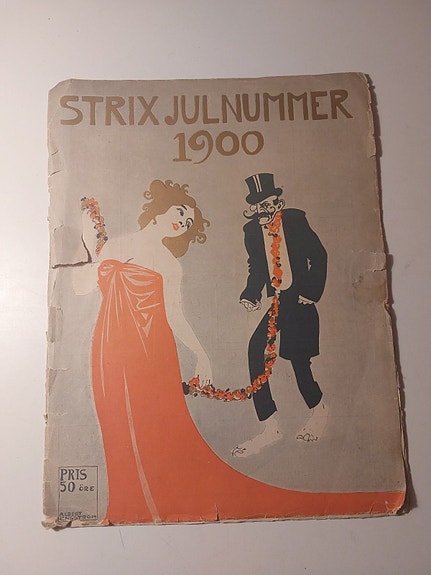 STRIX JULNUMMER
1900
PRIS
50 ÖRE
ALBERT
ENGSTRÖM